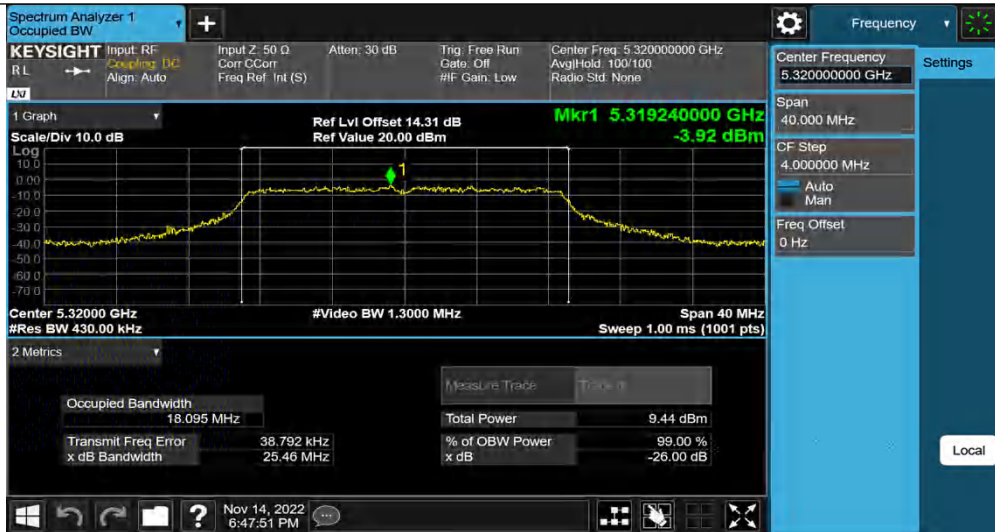 Spectrum Analyzer 1
Occupied BW
+
Frequency
KEYSIGHT
RL
LXI
Input: RF
Coupling: DC
Align: Auto
Input Z: 50 Ω
Corr CCorr
Freq Ref: Int (S)
Atten: 30 dB
Trig: Free Run
Gate: Off
#IF Gain: Low
Center Freq: 5.320000000 GHz
Avg|Hold: 100/100
Radio Std: None
Center Frequency
5.320000000 GHz
Settings
Span
40.000 MHz
CF Step
4.000000 MHz
Auto
Man
Freq Offset
0 Hz
1 Graph
Scale/Div 10.0 dB
Ref Lvl Offset 14.31 dB
Ref Value 20.00 dBm
Mkr1 5.319240000 GHz
-3.92 dBm
Log
10.0
0.00
-10.0
-20.0
-30.0
-40.0
-50.0
-60.0
-70.0
1
Center 5.32000 GHz
#Res BW 430.00 kHz
#Video BW 1.3000 MHz
Span 40 MHz
Sweep 1.00 ms (1001 pts)
2 Metrics
Measure Trace
Occupied Bandwidth
18.095 MHz
Total Power 9.44 dBm
Transmit Freq Error 38.792 kHz
% of OBW Power 99.00 %
x dB Bandwidth 25.46 MHz
x dB -26.00 dB
Local
?
Nov 14, 2022
6:47:51 PM